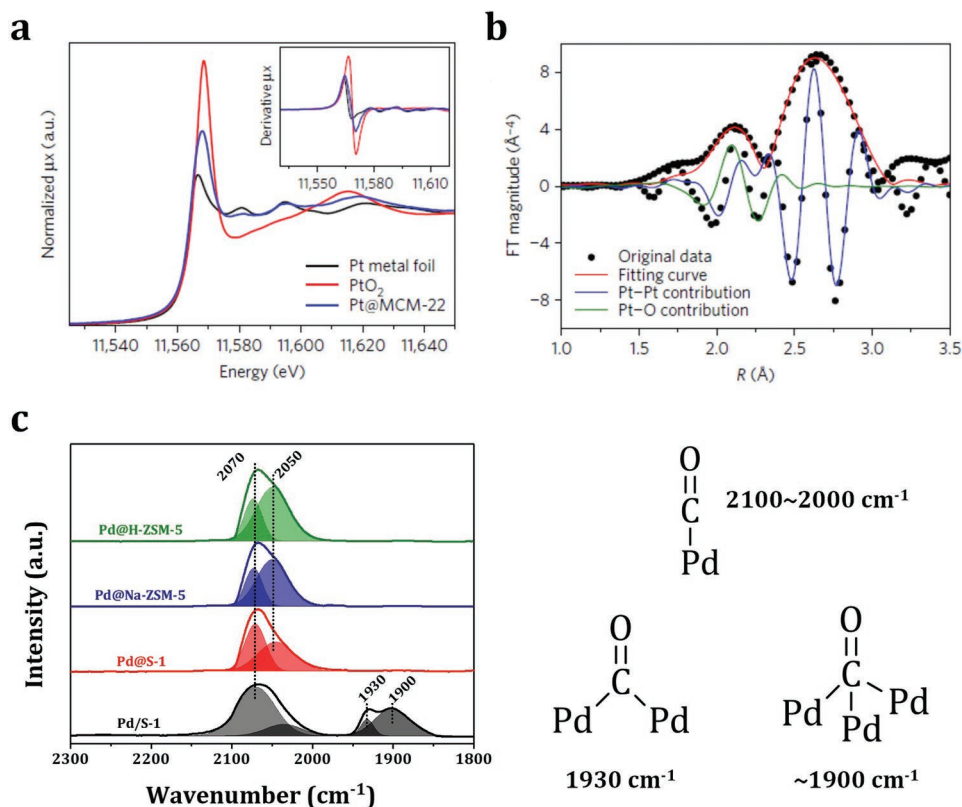 a
Normalized μx (a.u.)
Derivative μx
11,550 11,580 11,610
Pt metal foil
PtO₂
Pt@MCM-22
11,540 11,560 11,580 11,600 11,620 11,640
Energy (eV)
b
FT magnitude (Å⁻⁴)
8
4
0
−4
−8
Original data
Fitting curve
Pt–Pt contribution
Pt–O contribution
1.0 1.5 2.0 2.5 3.0 3.5
R (Å)
c
Intensity (a.u.)
2070 2050
Pd@H-ZSM-5
Pd@Na-ZSM-5
Pd@S-1
1930 1900
Pd/S-1
2300 2200 2100 2000 1900 1800
Wavenumber (cm⁻¹)
O
C
Pd
2100~2000 cm⁻¹
O
C
Pd Pd
1930 cm⁻¹
O
C
Pd Pd
Pd
~1900 cm⁻¹